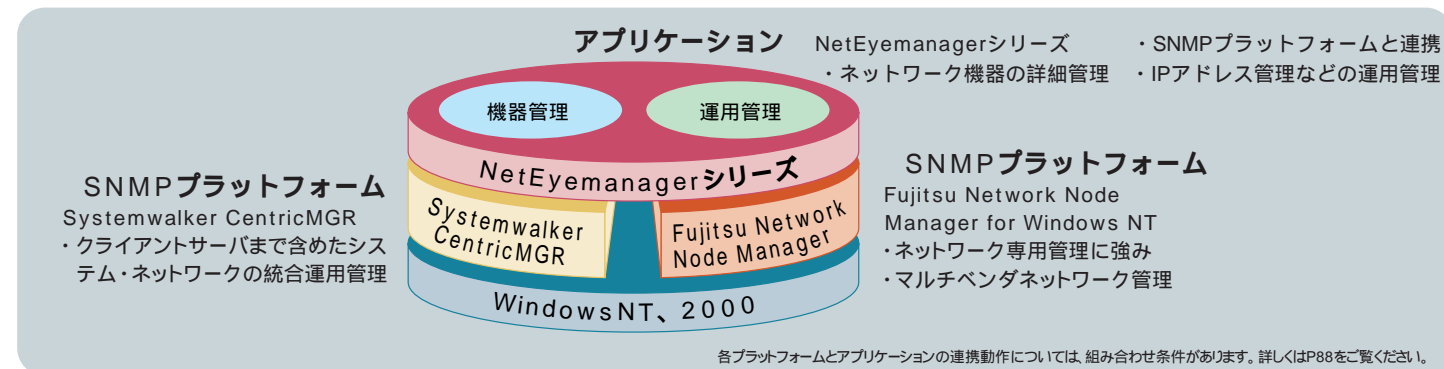 アプリケーション
NetEyemanagerシリーズ
・ネットワーク機器の詳細管理
・SNMPプラットフォームと連携
・IPアドレス管理などの運用管理
機器管理
運用管理
NetEyemanagerシリーズ
SNMPプラットフォーム
Systemwalker CentricMGR
・クライアントサーバまで含めたシス
テム・ネットワークの統合運用管理
Systemwalker
CentricMGR
Fujitsu Network
Node Manager
WindowsNT、2000
SNMPプラットフォーム
Fujitsu Network Node
Manager for Windows NT
・ネットワーク専用管理に強み
・マルチベンダネットワーク管理
各プラットフォームとアプリケーションの連携動作については、組み合わせ条件があります。詳しくはP88をご覧ください。